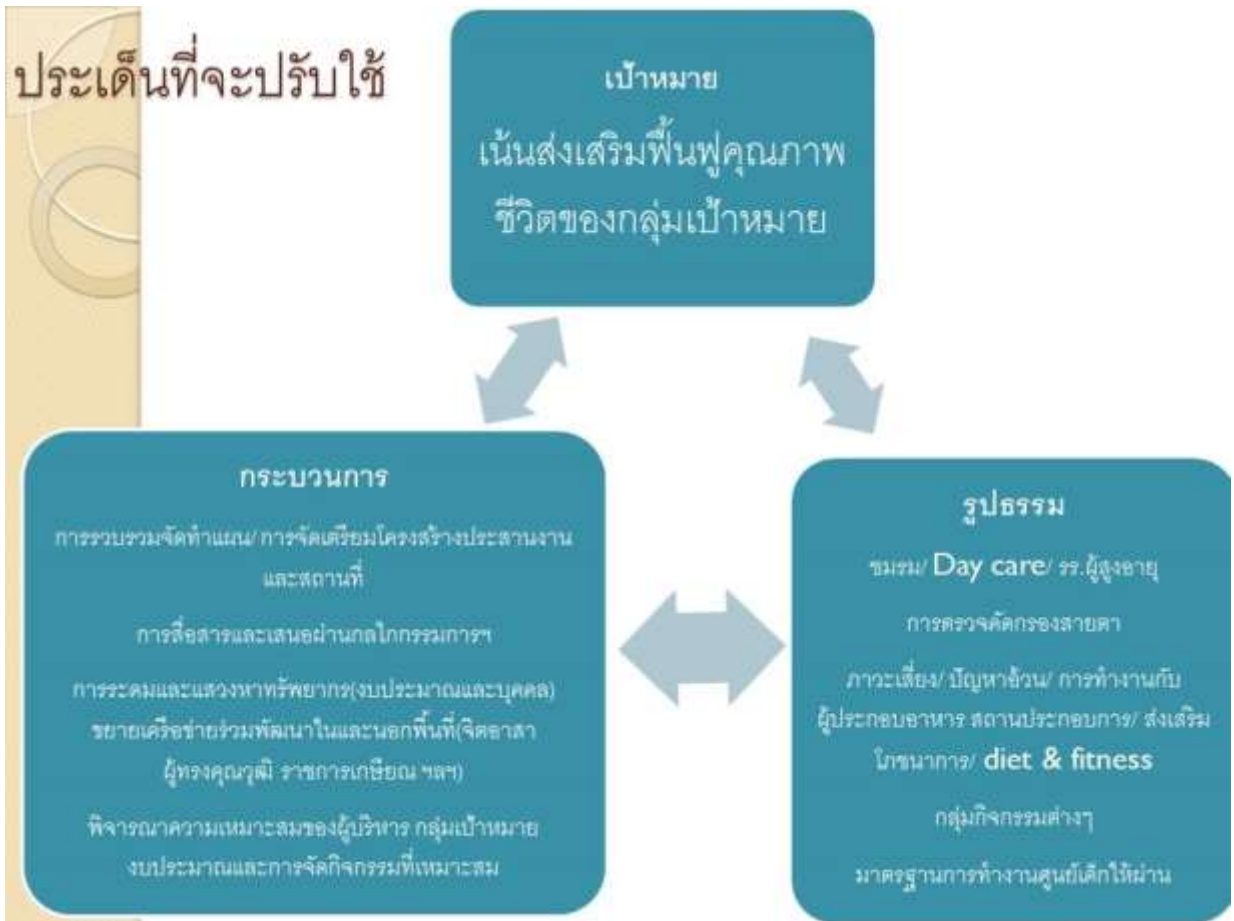 ประเด็นที่จะปรับใช้
เป้าหมาย
เน้นส่งเสริมฟื้นฟูคุณภาพ
ชีวิตของกลุ่มเป้าหมาย
กระบวนการ
การรวบรวมจัดทำแผน/ การจัดเตรียมโครงสร้างประสานงาน
และสถานที่
การสื่อสารและเสนอผ่านกลไกกรรมการฯ
การระดมและแสวงหาทรัพยากร(งบประมาณและบุคคล)
ขยายเครือข่ายร่วมพัฒนาในและนอกพื้นที่(จิตอาสา
ผู้ทรงคุณวุฒิ ราชการเกษียณ ฯลฯ)
พิจารณาความเหมาะสมของผู้บริหาร กลุ่มเป้าหมาย
งบประมาณและการจัดกิจกรรมที่เหมาะสม
รูปธรรม
ชมรม/ Day care/ รร.ผู้สูงอายุ
การตรวจคัดกรองสายตา
ภาวะเสี่ยง/ ปัญหาอ้วน/ การทำงานกับ
ผู้ประกอบอาหาร สถานประกอบการ/ ส่งเสริม
โภชนาการ/ diet & fitness
กลุ่มกิจกรรมต่างๆ
มาตรฐานการทำงานศูนย์เด็กให้ผ่าน